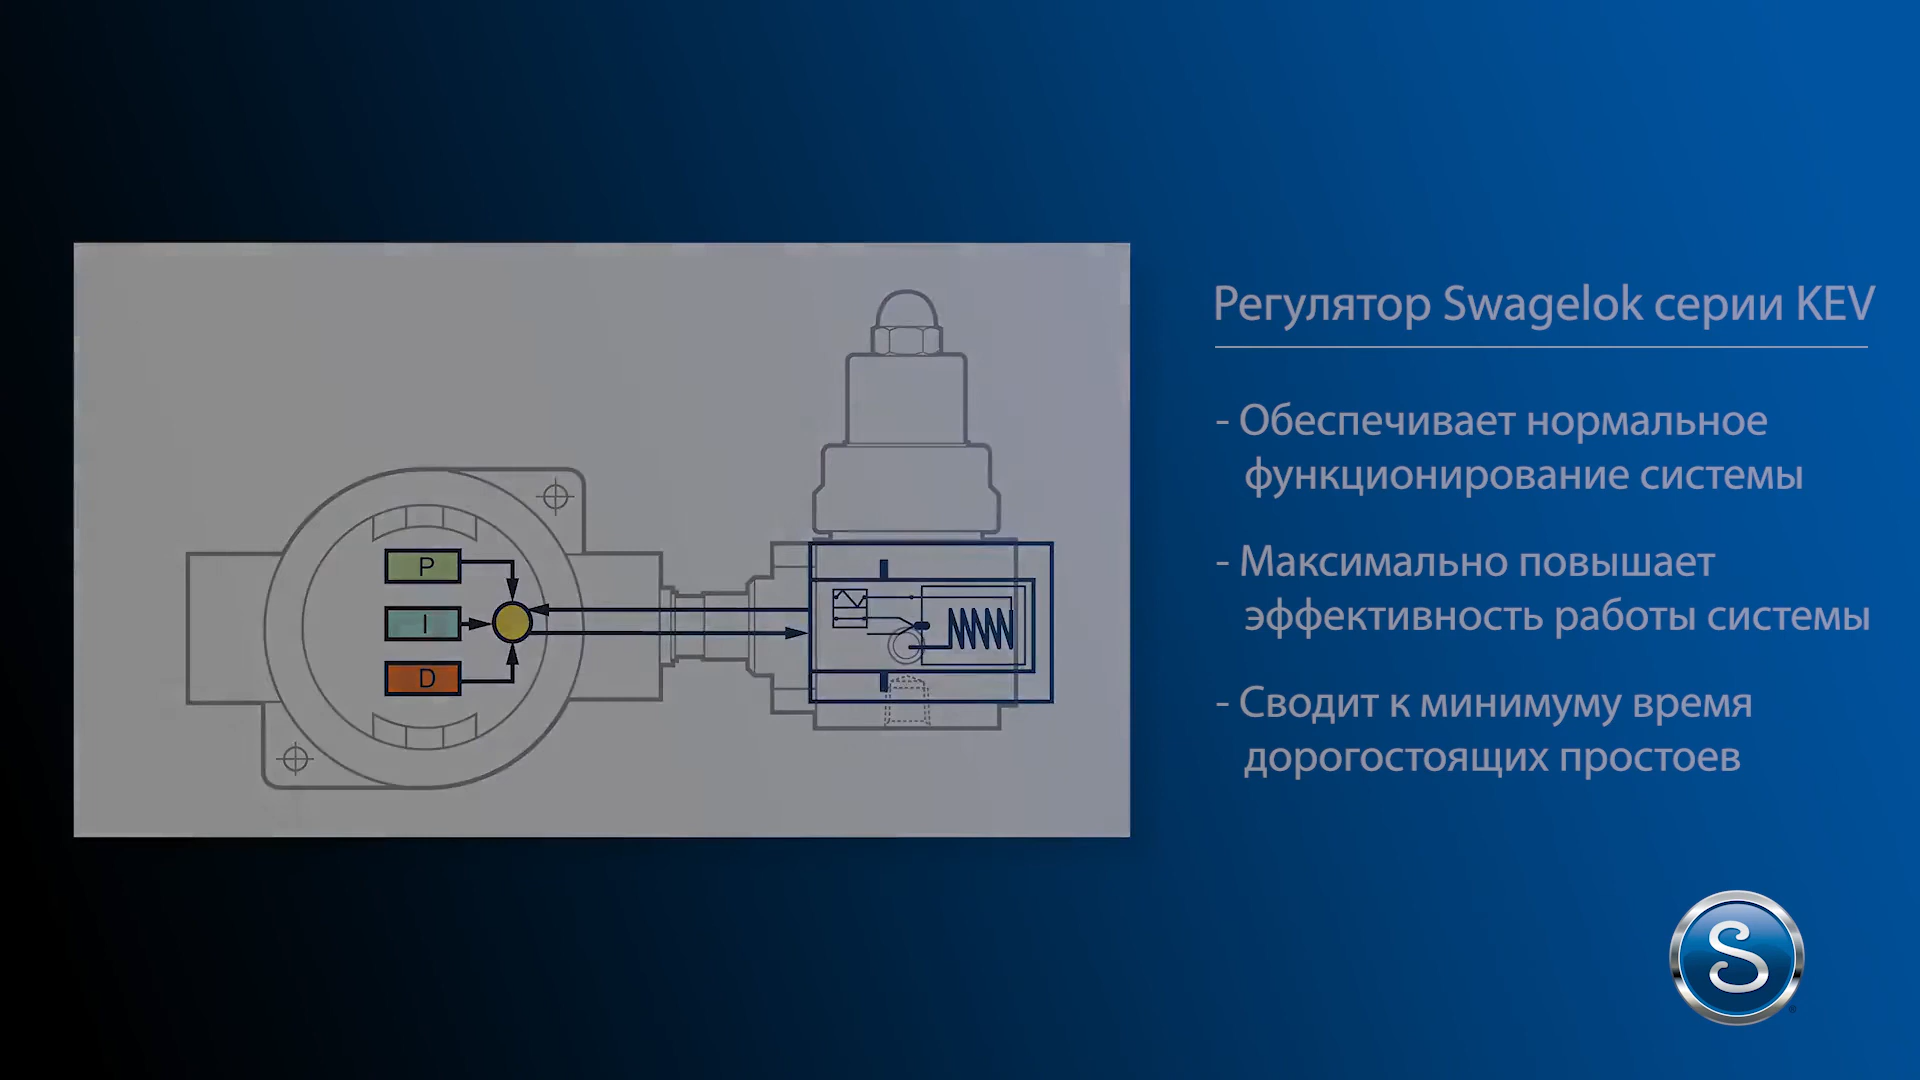 P
I
D
Регулятор Swagelok серии KEV
- Обеспечивает нормальное
функционирование системы
- Максимально повышает
эффективность работы системы
- Сводит к минимуму время
дорогостоящих простоев
S